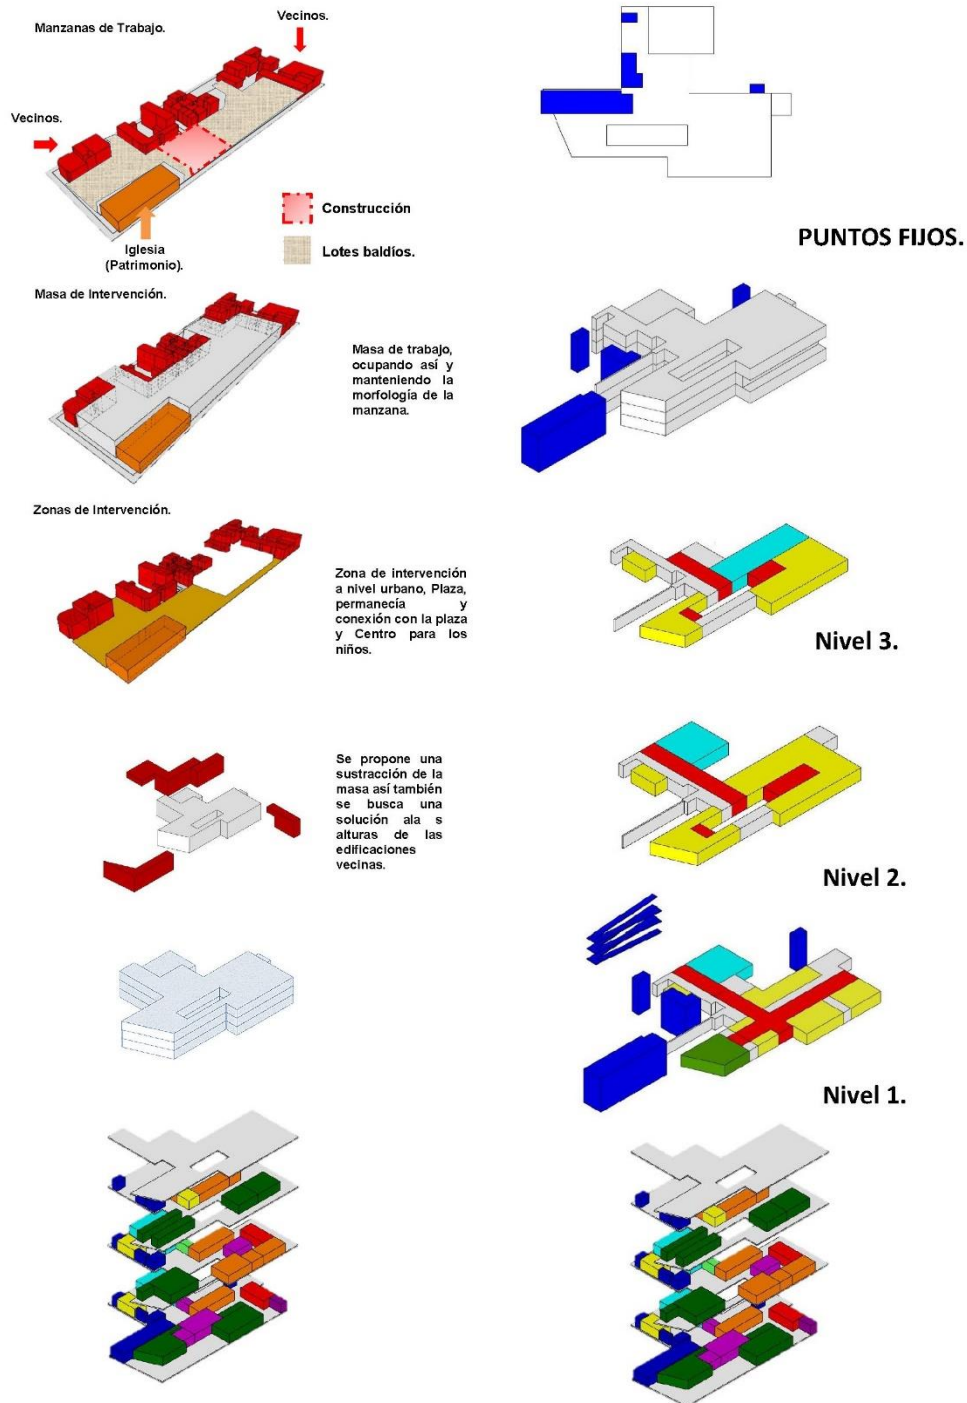 Manzanas de Trabajo.
Vecinos.
Vecinos.
Iglesia
(Patrimonio).
Construcción
Lotes baldíos.
Masa de Intervención.
Masa de trabajo,
ocupando así y
manteniendo la
morfología de la
manzana.
Zonas de Intervención.
Zona de intervención
a nivel urbano, Plaza,
permanecía y
conexión con la plaza
y Centro para los
niños.
Se propone una
sustracción de la
masa así también
se busca una
solución ala s
alturas de las
edificaciones
vecinas.
PUNTOS FIJOS.
Nivel 3.
Nivel 2.
Nivel 1.